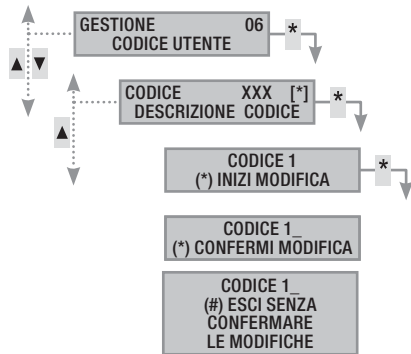 GESTIONE 06 *
CODICE UTENTE
▲ ▼
CODICE XXX [*] *
DESCRIZIONE CODICE
▲
CODICE 1
(*) INIZI MODIFICA *
CODICE 1_
(*) CONFERMI MODIFICA
CODICE 1_
(#) ESCI SENZA
CONFERMARE
LE MODIFICHE